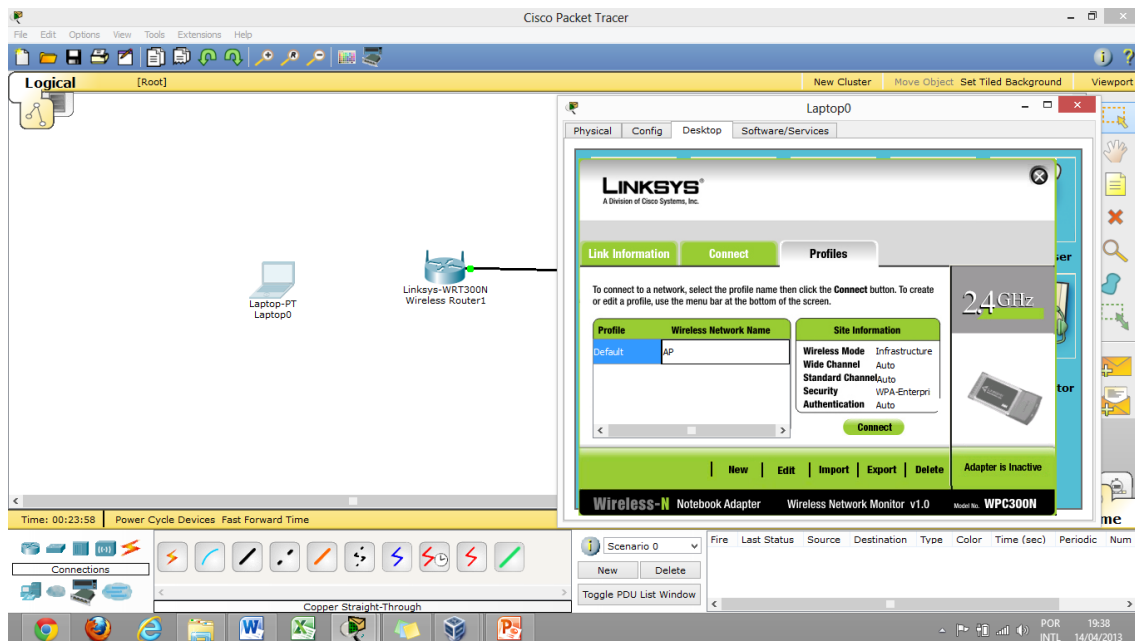 Cisco Packet Tracer
File Edit Options View Tools Extensions Help
Logical [Root] New Cluster Move Object Set Tiled Background Viewport
Laptop0
Physical Config Desktop Software/Services
LINKSYS®
A Division of Cisco Systems, Inc.
Link Information Connect Profiles
To connect to a network, select the profile name then click the Connect button. To create
or edit a profile, use the menu bar at the bottom of the screen.
2.4GHz
Profile Wireless Network Name
Default AP
Site Information
Wireless Mode Infrastructure
Wide Channel Auto
Standard Channel Auto
Security WPA-Enterpri
Authentication Auto
Connect
New Edit Import Export Delete Adapter is Inactive
Wireless-N Notebook Adapter Wireless Network Monitor v1.0 Model No. WPC300N
ser
tor
Laptop-PT
Laptop0
Linksys-WRT300N
Wireless Router1
Time: 00:23:58 Power Cycle Devices Fast Forward Time
me
Connections
Copper Straight-Through
Scenario 0
New Delete
Toggle PDU List Window
Fire Last Status Source Destination Type Color Time (sec) Periodic Num
POR
INTL
19:38
14/04/2013